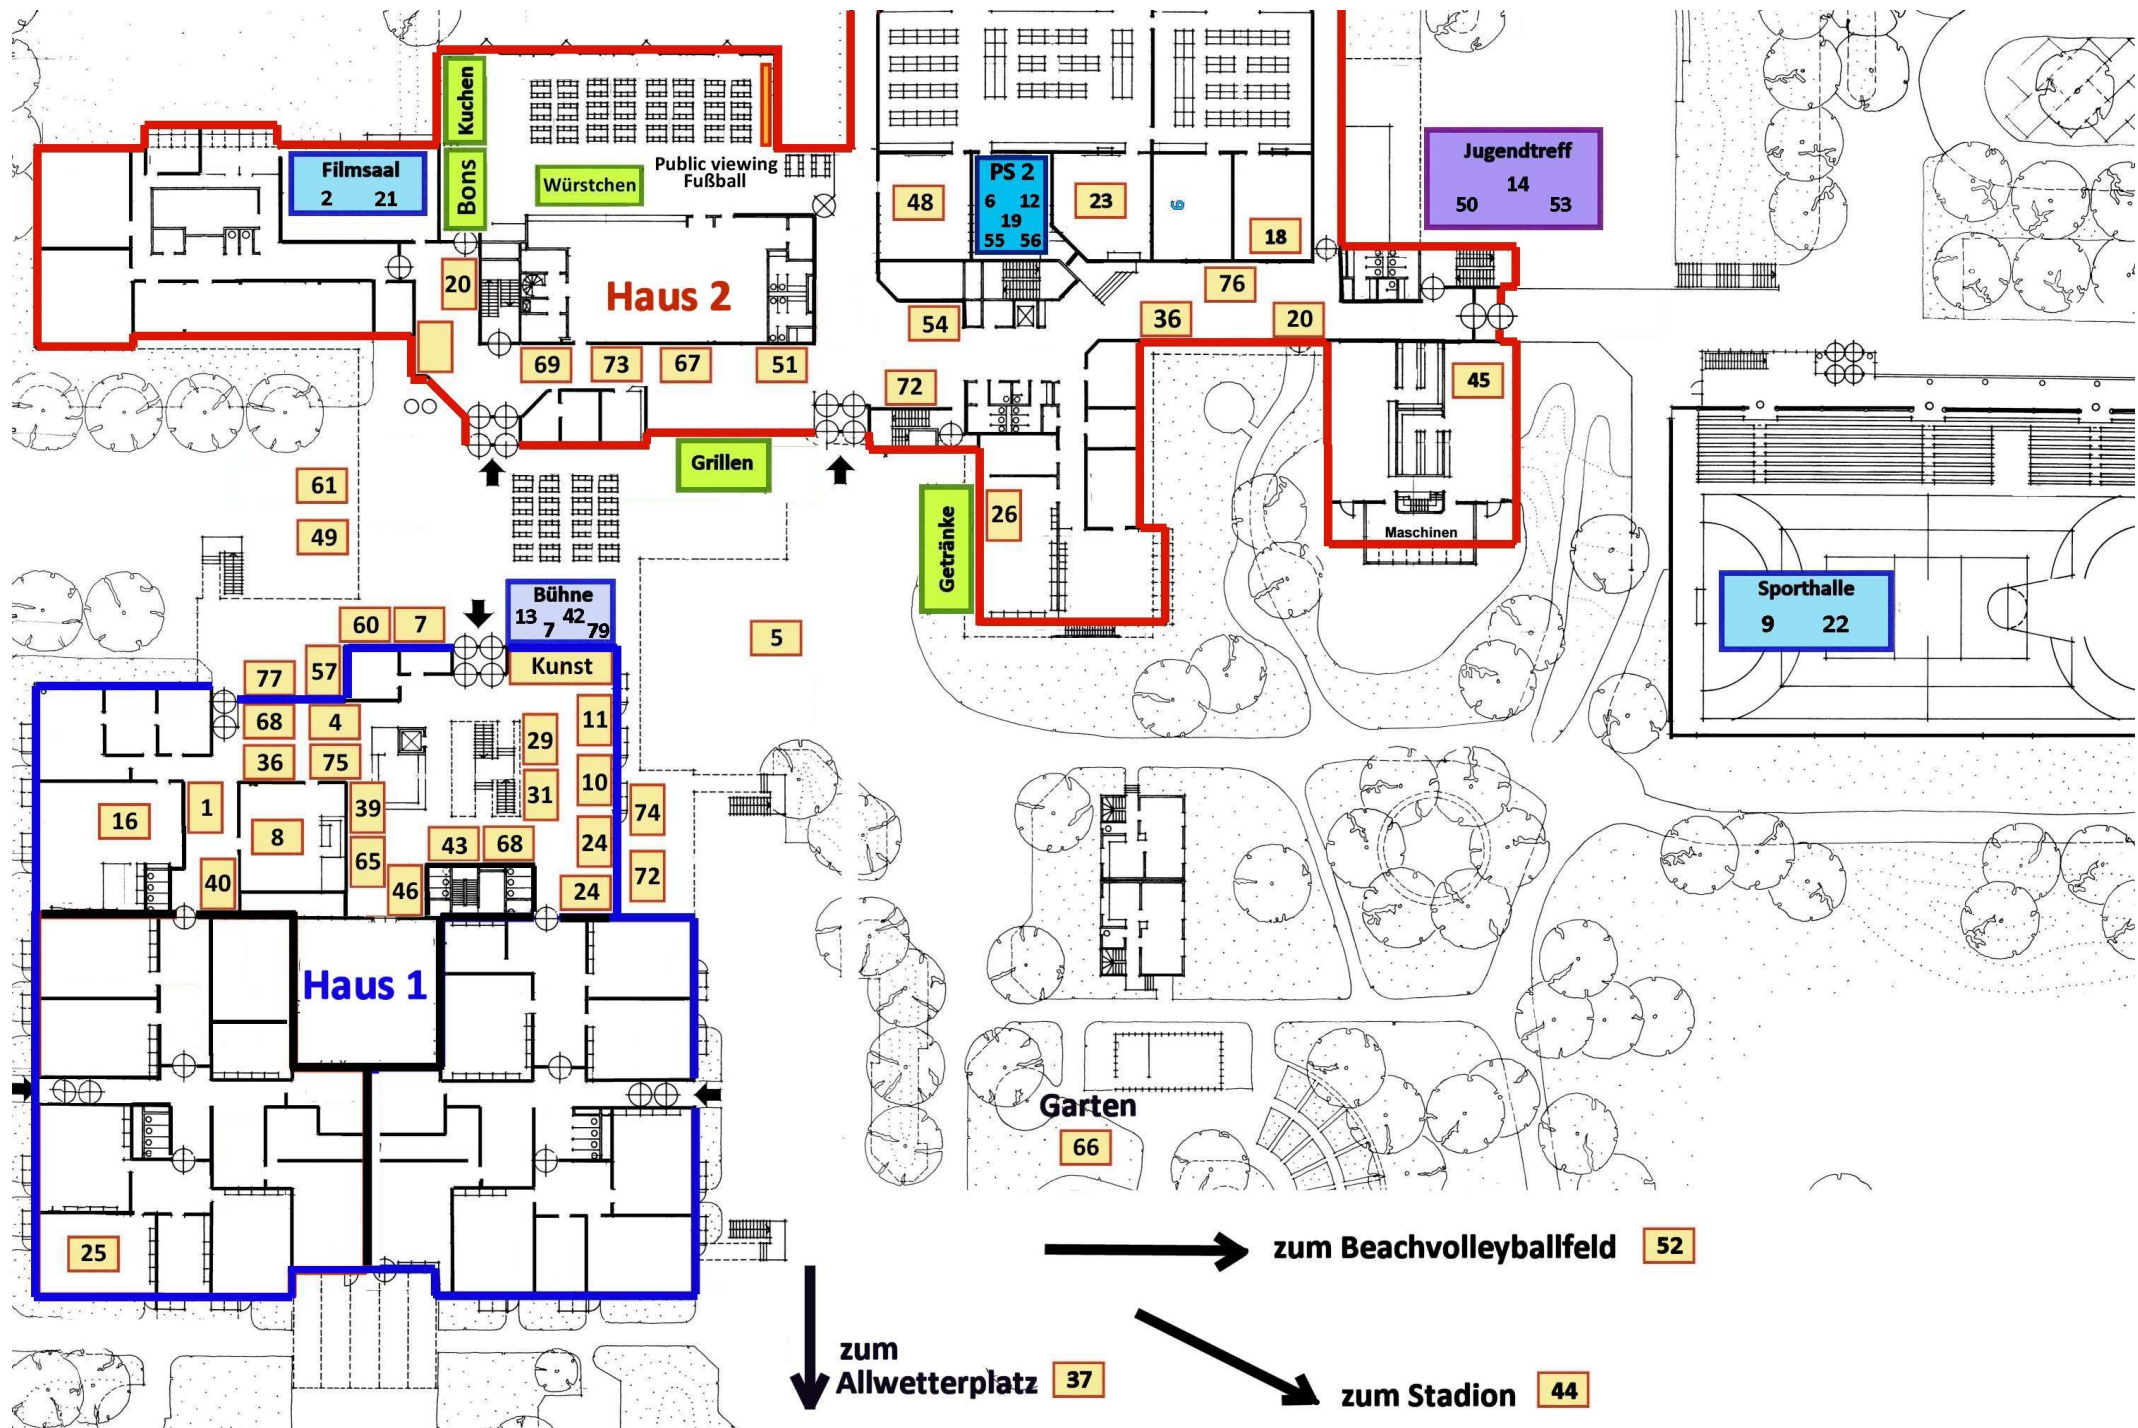 Kuchen
Bons
Würstchen
Public viewing
Fußball
Filmsaal
2 21
20
Haus 2
69
73
67
51
48
PS 2
6 12
19
55 56
23
6
18
76
54
36
20
72
45
Jugendtreff
14
50 53
Grillen
Getränke
26
Maschinen
Sporthalle
9 22
61
49
Bühne
13 7 42 79
Kunst
60
7
5
77
57
68
4
36
75
11
29
10
31
74
16
1
8
39
65
40
46
43
68
24
24
72
Haus 1
25
Garten
66
zum Beachvolleyballfeld 52
zum
Allwetterplatz 37
zum Stadion 44